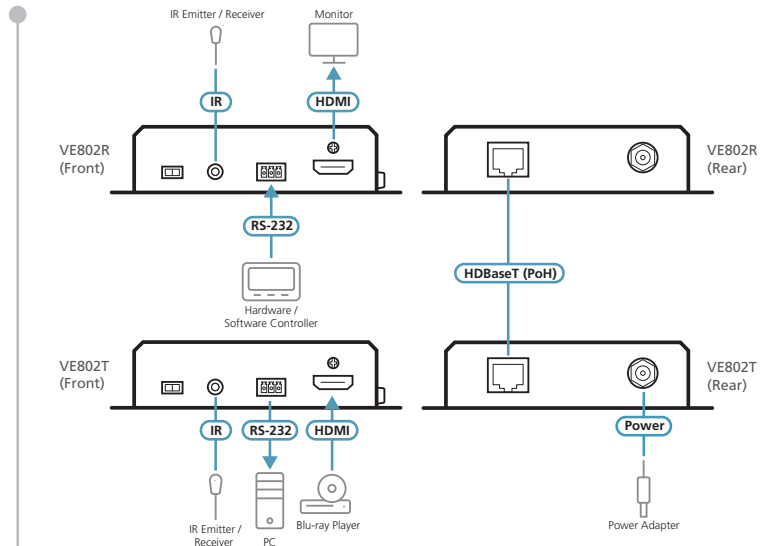 IR Emitter / Receiver
Monitor
IR
HDMI
VE802R
(Front)
VE802R
(Rear)
RS-232
HDBaseT (PoH)
Hardware /
Software Controller
VE802T
(Front)
VE802T
(Rear)
IR
RS-232
HDMI
Power
IR Emitter /
Receiver
PC
Blu-ray Player
Power Adapter